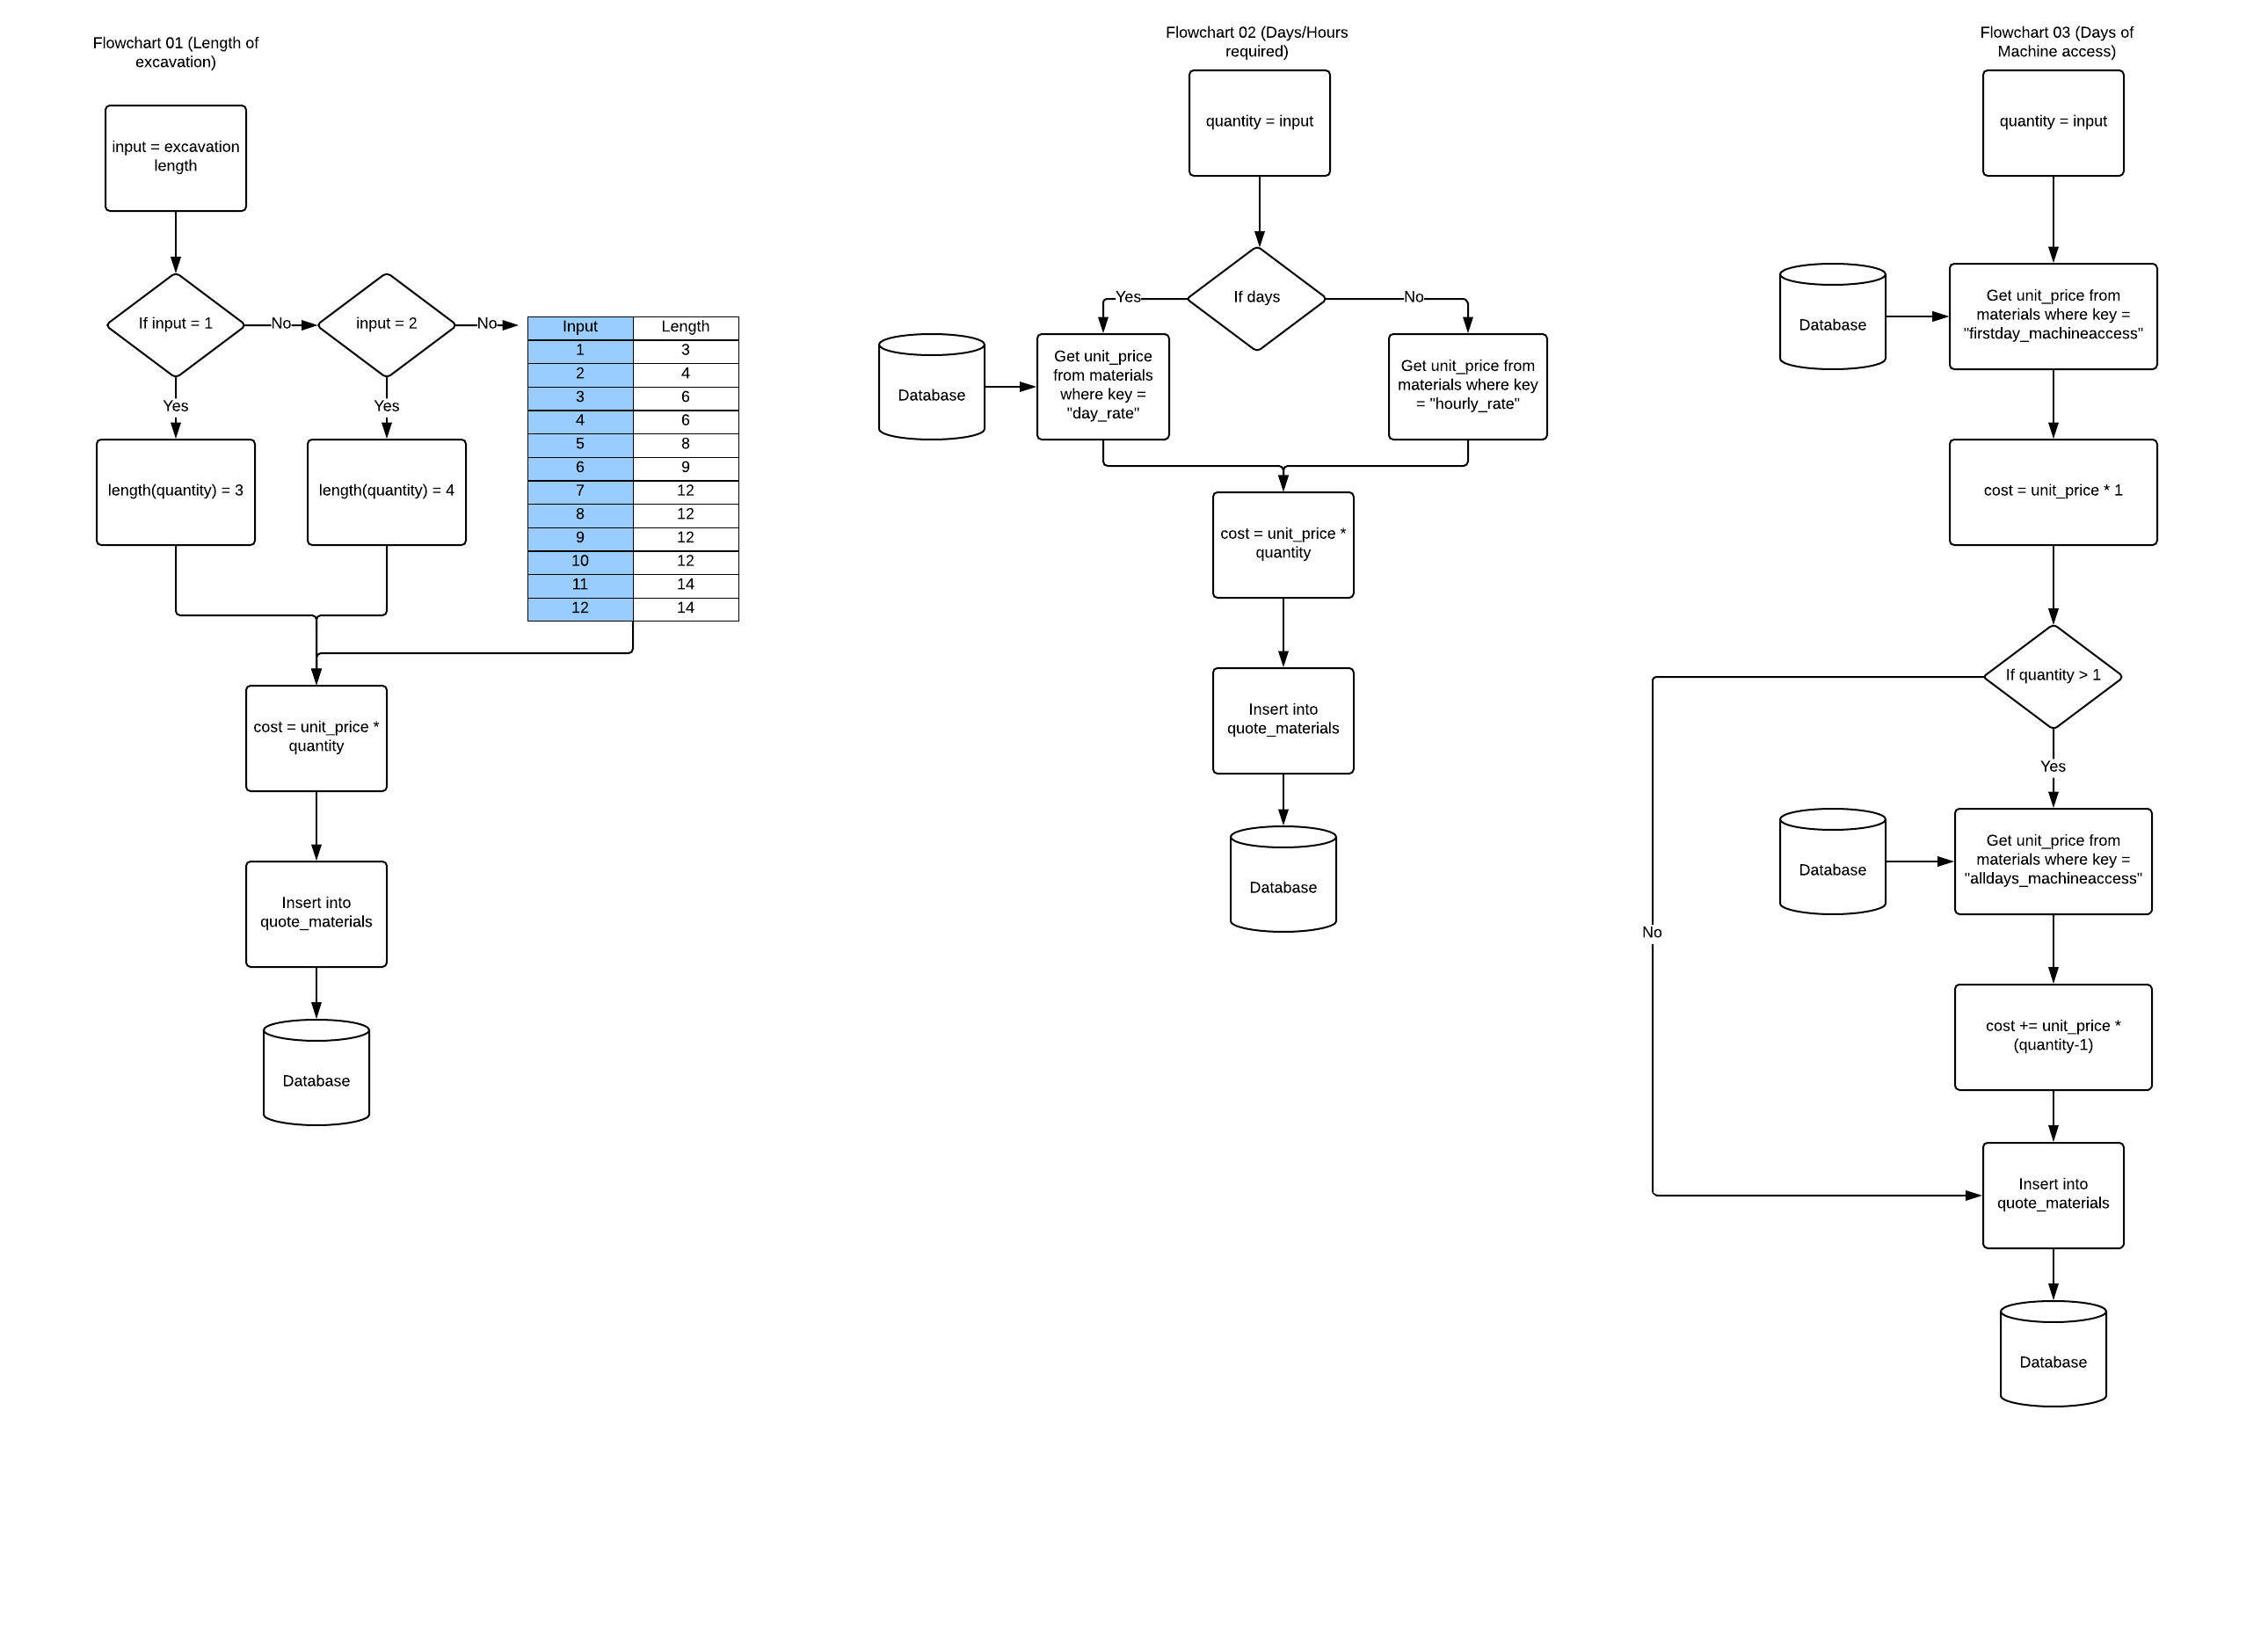 Flowchart 01 (Length of
excavation)
input = excavation
length
If input = 1
No
input = 2
No
Yes
Yes
length(quantity) = 3
length(quantity) = 4
Input Length
1 3
2 4
3 6
4 6
5 8
6 9
7 12
8 12
9 12
10 12
11 14
12 14
cost = unit_price *
quantity
Insert into
quote_materials
Database
Flowchart 02 (Days/Hours
required)
quantity = input
If days
Yes
No
Database
Get unit_price
from materials
where key =
"day_rate"
Get unit_price from
materials where key
= "hourly_rate"
cost = unit_price *
quantity
Insert into
quote_materials
Database
Flowchart 03 (Days of
Machine access)
quantity = input
Database
Get unit_price from
materials where key =
"firstday_machineaccess"
cost = unit_price * 1
If quantity > 1
Yes
No
Database
Get unit_price from
materials where key =
"alldays_machineaccess"
cost += unit_price *
(quantity-1)
Insert into
quote_materials
Database